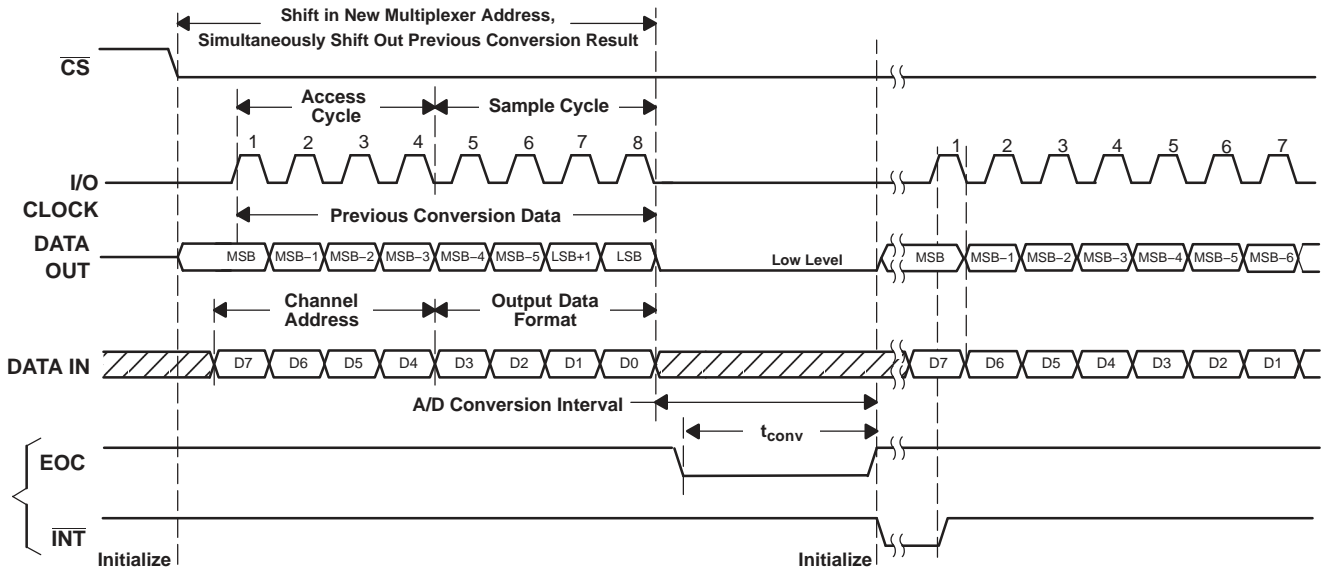 Shift in New Multiplexer Address,
Simultaneously Shift Out Previous Conversion Result
CS
Access
Cycle
Sample Cycle
1 2 3 4 5 6 7 8 1 2 3 4 5 6 7
I/O
CLOCK
Previous Conversion Data
DATA
OUT
MSB MSB–1 MSB–2 MSB–3 MSB–4 MSB–5 LSB+1 LSB Low Level MSB MSB–1 MSB–2 MSB–3 MSB–4 MSB–5 MSB–6
Channel
Address
Output Data
Format
DATA IN D7 D6 D5 D4 D3 D2 D1 D0 D7 D6 D5 D4 D3 D2 D1
A/D Conversion Interval
tconv
EOC
INT
Initialize Initialize